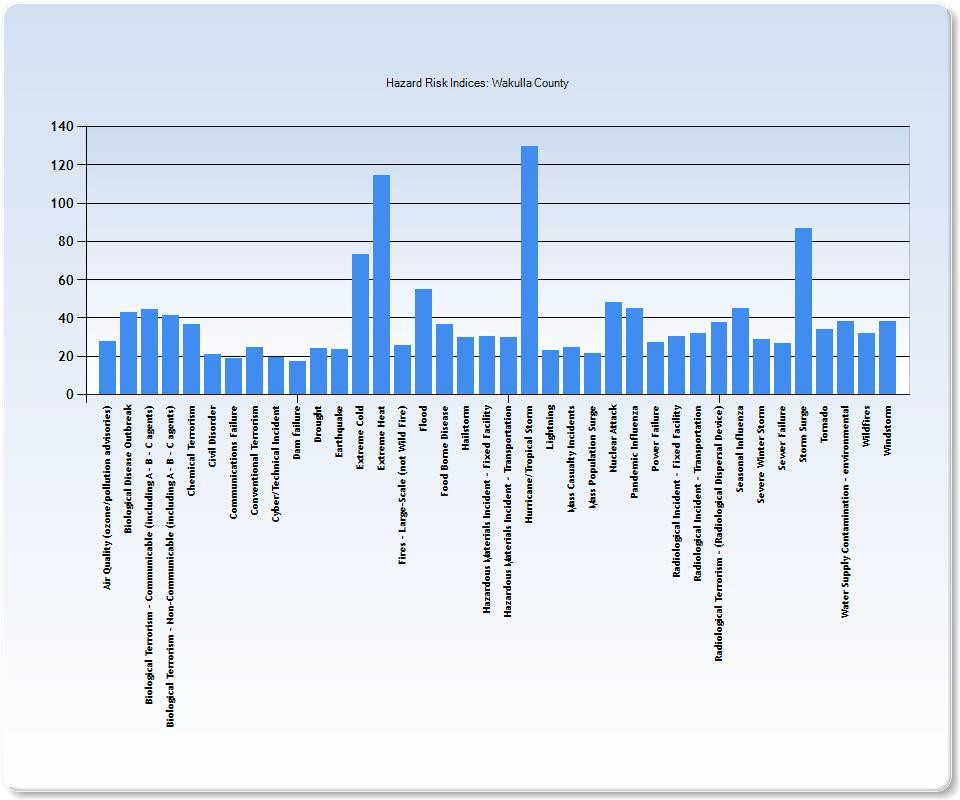 Hazard Risk Indices: Wakulla County
140
120
100
80
60
40
20
0
Air Quality (ozone/pollution advisories)
Biological Disease Outbreak
Biological Terrorism - Communicable (including A - B - C agents)
Biological Terrorism - Non-Communicable (including A - B - C agents)
Chemical Terrorism
Civil Disorder
Communications Failure
Conventional Terrorism
Cyber/Technical Incident
Dam failure
Drought
Earthquake
Extreme Cold
Extreme Heat
Fires - Large-Scale (not Wild Fire)
Flood
Food Borne Disease
Hailstorm
Hazardous Materials Incident - Fixed Facility
Hazardous Materials Incident - Transportation
Hurricane/Tropical Storm
Lightning
Mass Casualty Incidents
Mass Population Surge
Nuclear Attack
Pandemic Influenza
Power Failure
Radiological Incident - Fixed Facility
Radiological Incident - Transportation
Radiological Terrorism - (Radiological Dispersal Device)
Seasonal Influenza
Severe Winter Storm
Sewer Failure
Storm Surge
Tornado
Water Supply Contamination - environmental
Wildfires
Windstorm